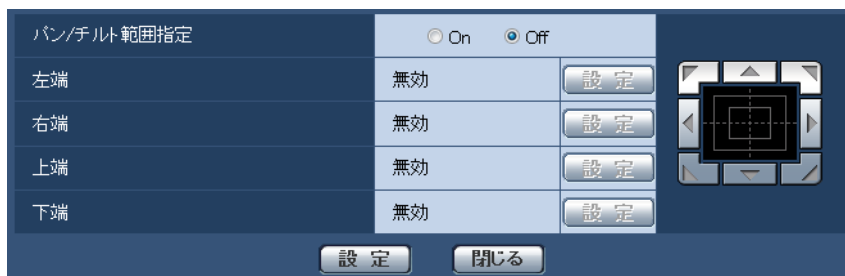 パン/チルト範囲指定 On Off
左端 無効 設 定
右端 無効 設 定
上端 無効 設 定
下端 無効 設 定
設 定 閉じる